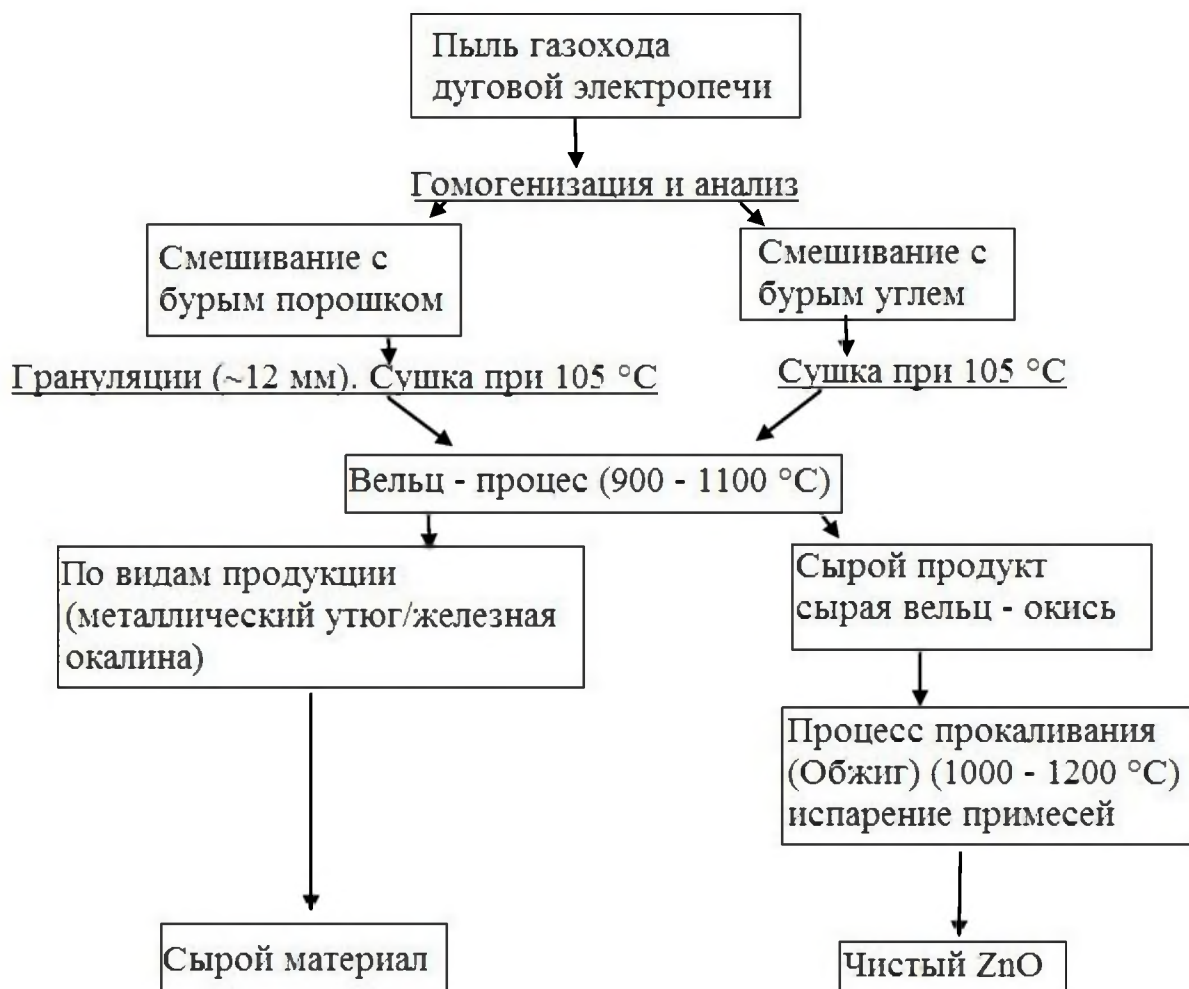 Пыль газохода
дуговой электропечи
Гомогенизация и анализ
Смешивание с
бурым порошком
Смешивание с
бурым углем
Грануляции (~12 мм). Сушка при 105 °C
Сушка при 105 °C
Вельц - процес (900 - 1100 °C)
По видам продукции
(металлический утюг/железная
окалина)
Сырой продукт
сырая вельц - окись
Процесс прокаливания
(Обжиг) (1000 - 1200 °C)
испарение примесей
Сырой материал
Чистый ZnO